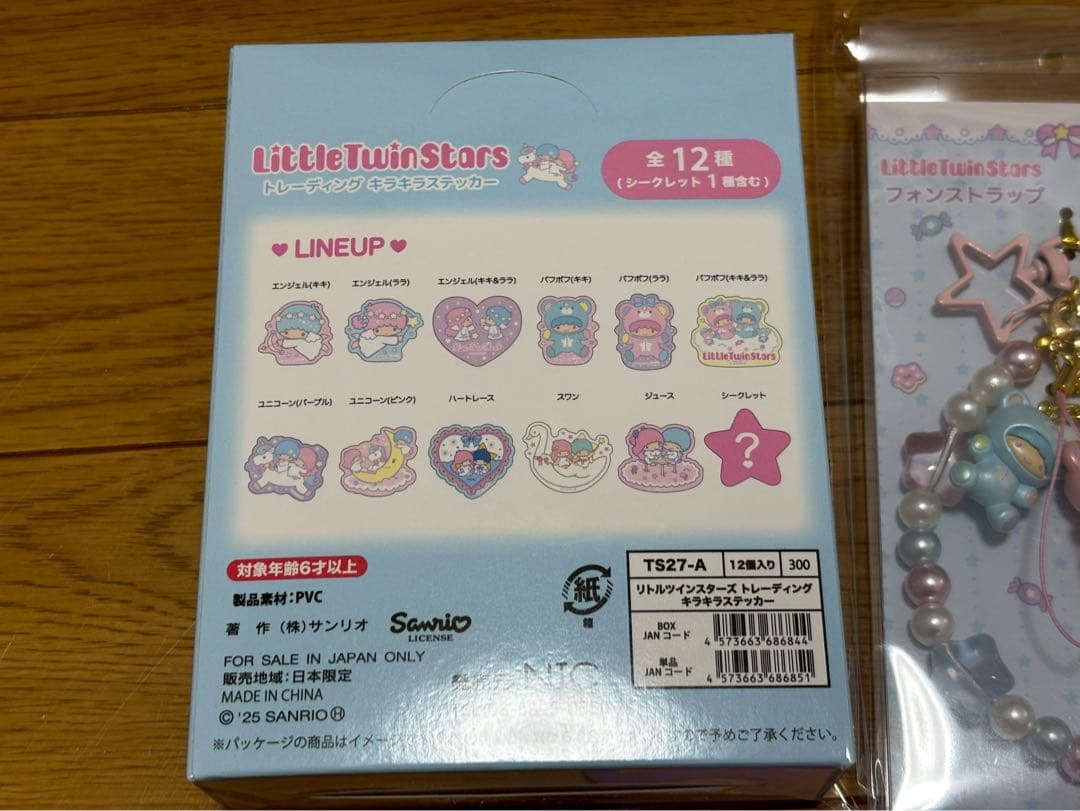 LittleTwinStars
トレーディング キラキラステッカー
全12種
(シークレット1種含む)
LINEUP
エンジェル(キキ)
エンジェル(ララ)
エンジェル(キキ&ララ)
パフポフ(キキ)
パフポフ(ララ)
パフポフ(キキ&ララ)
LittleTwinStars
ユニコーン(パープル)
ユニコーン(ピンク)
ハートレース
スワン
ジュース
シークレット
?
対象年齢6才以上
製品素材:PVC
著 作 (株)サンリオ
Sanrio
LICENSE
紙
箱
FOR SALE IN JAPAN ONLY
販売地域:日本限定
MADE IN CHINA
© '25 SANRIO Ⓗ
※パッケージの商品はイメージで
ので予めご了承ください。
TS27-A
12個入り
300
リトルツインスターズ トレーディング
キラキラステッカー
BOX
JANコード
4 573663 686844
単品
JANコード
4 573663 686851
LittleTwinStars
フォンストラップ